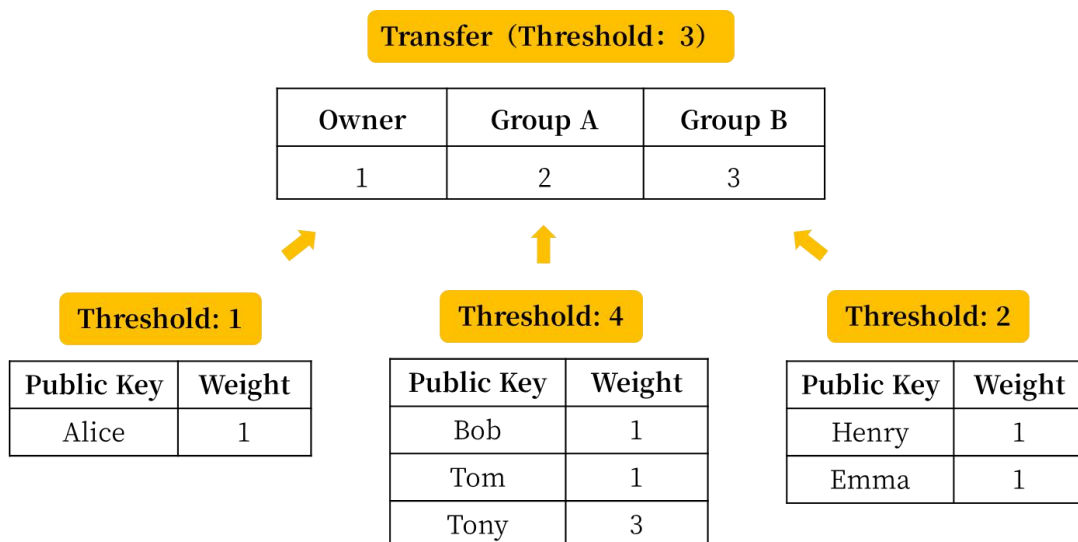 Transfer（Threshold：3）
Owner Group A Group B
1 2 3
Threshold: 1 Threshold: 4 Threshold: 2
Public Key Weight Public Key Weight Public Key Weight
Alice 1 Bob 1 Henry 1
Tom 1 Emma 1
Tony 3